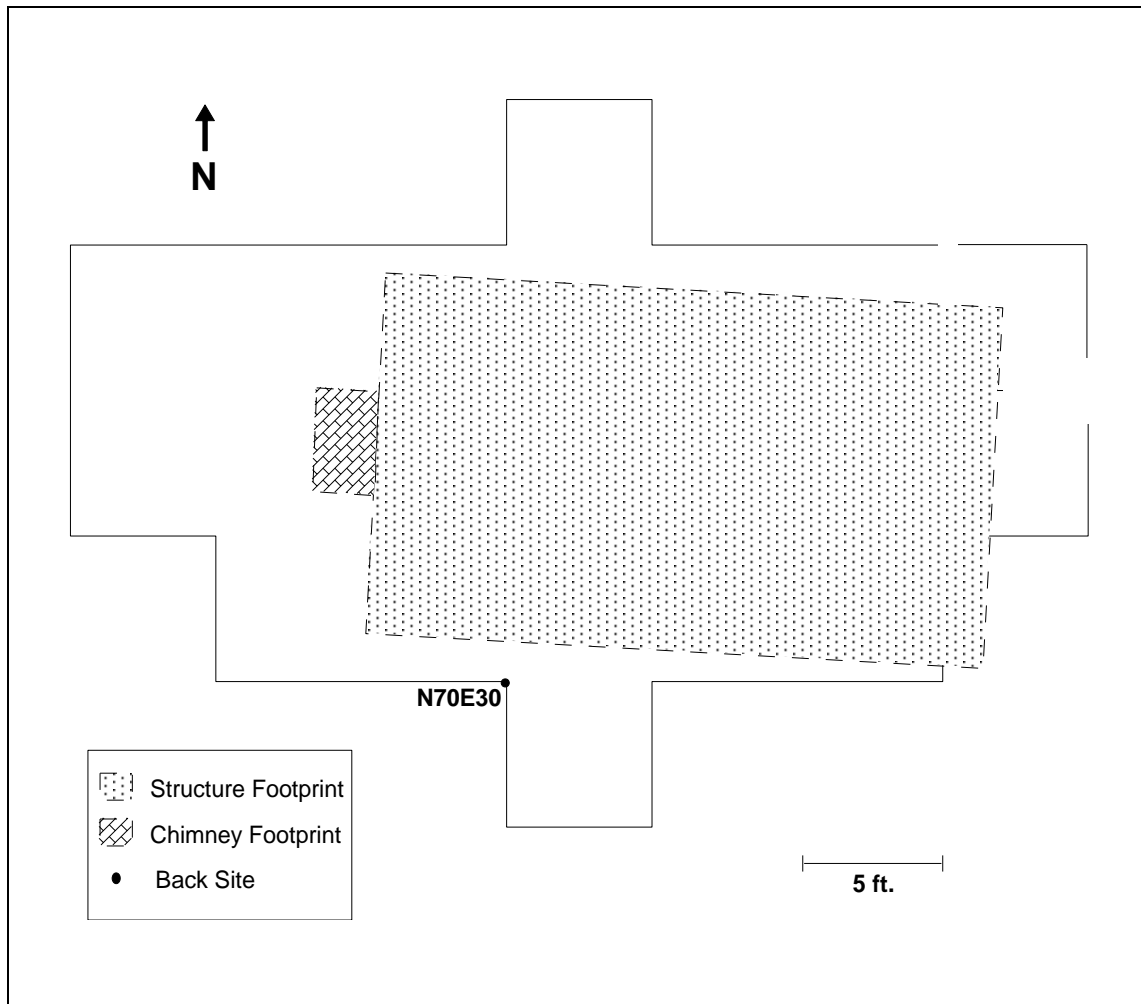 N
N70E30
Structure Footprint
Chimney Footprint
Back Site
5 ft.